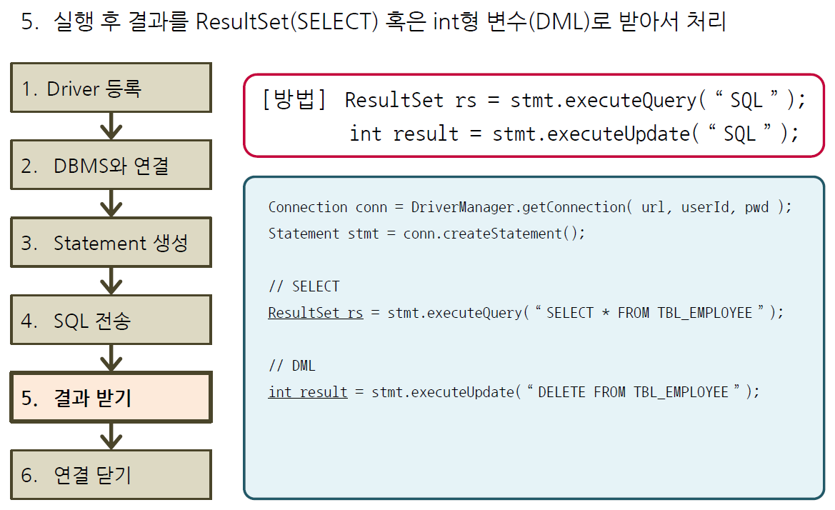 5. 실행 후 결과를 ResultSet(SELECT) 혹은 int형 변수(DML)로 받아서 처리
1. Driver 등록
2. DBMS와 연결
3. Statement 생성
4. SQL 전송
5. 결과 받기
6. 연결 닫기
[방법] ResultSet rs = stmt.executeQuery(“SQL”);
int result = stmt.executeUpdate(“SQL”);
Connection conn = DriverManager.getConnection( url, userId, pwd );
Statement stmt = conn.createStatement();
// SELECT
ResultSet rs = stmt.executeQuery(“SELECT * FROM TBL_EMPLOYEE”);
// DML
int result = stmt.executeUpdate(“DELETE FROM TBL_EMPLOYEE”);